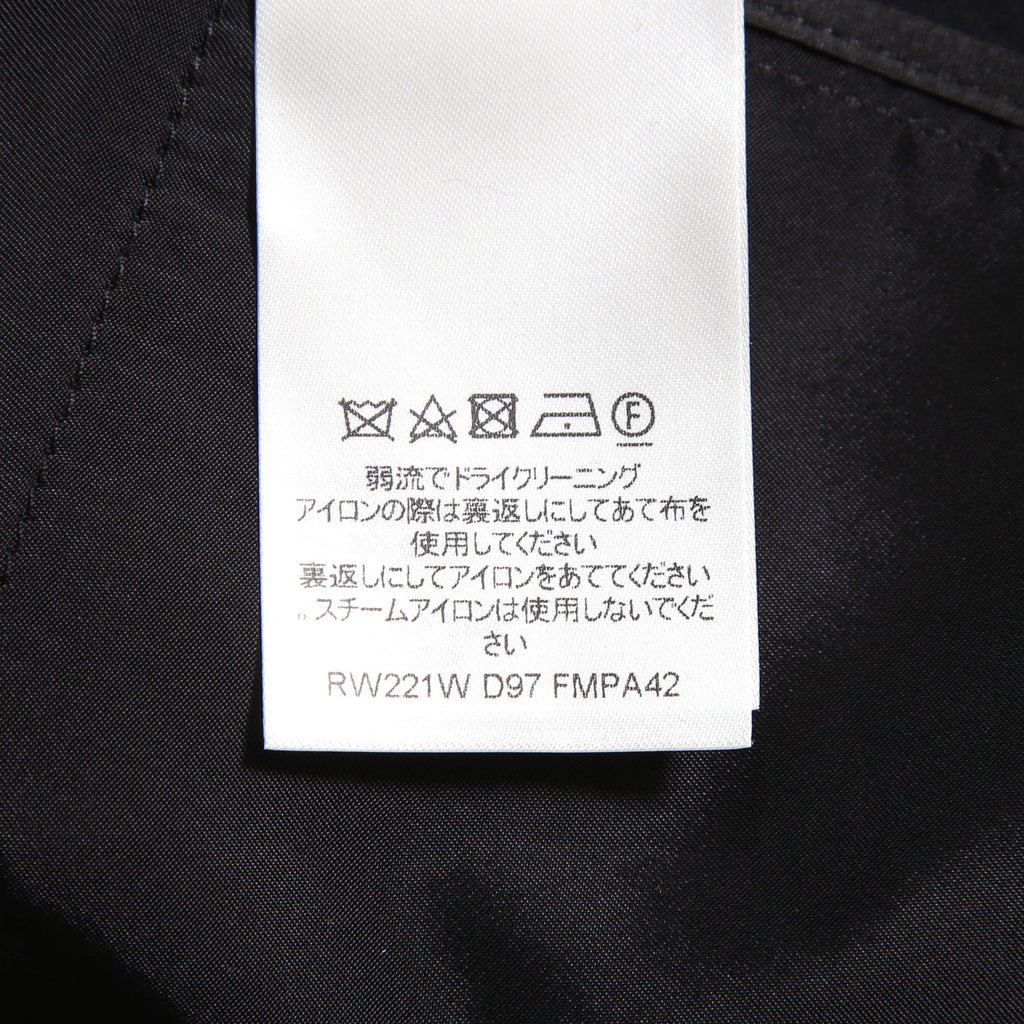 F
弱流でドライクリーニング
アイロンの際は裏返しにしてあて布を
使用してください
裏返しにしてアイロンをあててください
。スチームアイロンは使用しないでくだ
さい
RW221W D97 FMPA42